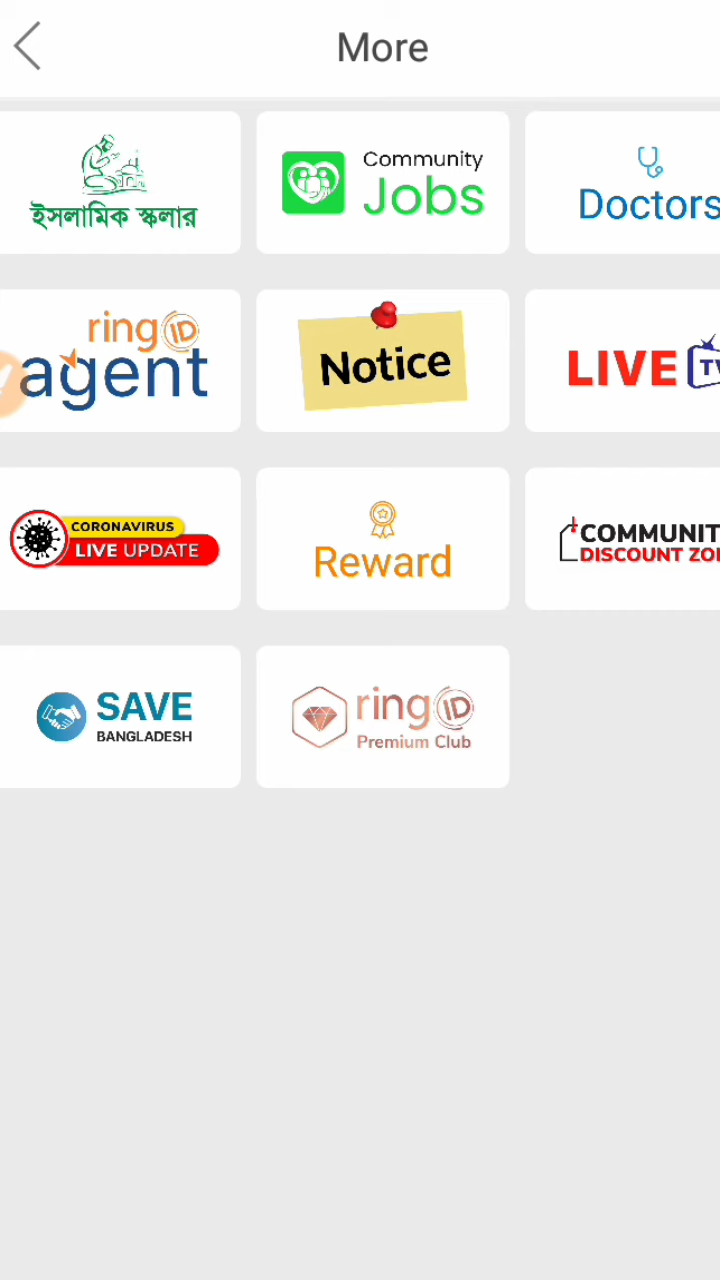 More
ইসলামিক স্কলার
Community
Jobs
Doctors
ring ID
agent
Notice
LIVE TV
CORONAVIRUS
LIVE UPDATE
Reward
COMMUNIT
DISCOUNT ZO
SAVE
BANGLADESH
ring ID
Premium Club